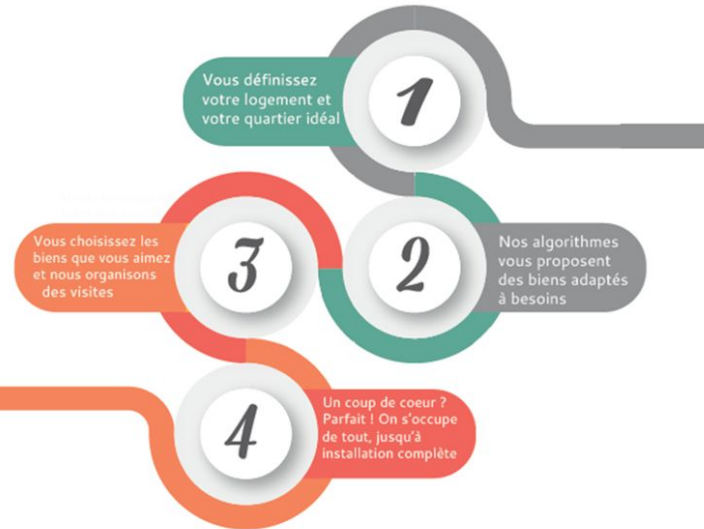 1
Vous définissez
votre logement et
votre quartier idéal
2
Nos algorithmes
vous proposent
des biens adaptés
à besoins
3
Vous choisissez les
biens que vous aimez
et nous organisons
des visites
4
Un coup de coeur ?
Parfait ! On s'occupe
de tout, jusqu'à
installation complète